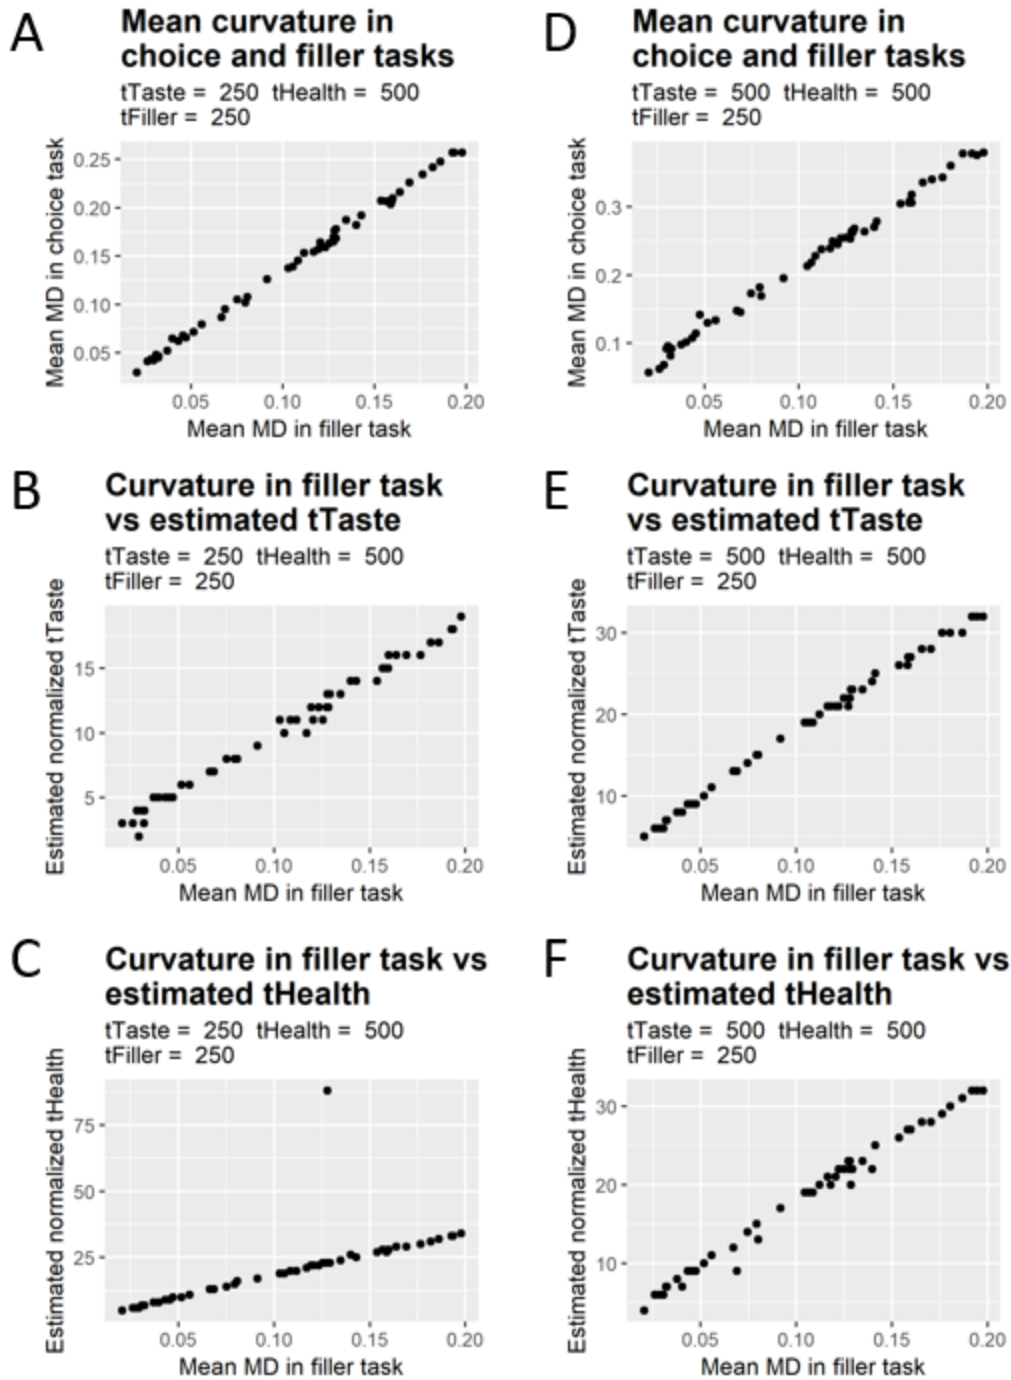 A
Mean curvature in
choice and filler tasks
tTaste = 250 tHealth = 500
tFiller = 250
Mean MD in choice task
0.25
0.20
0.15
0.10
0.05
0.05 0.10 0.15 0.20
Mean MD in filler task
D
Mean curvature in
choice and filler tasks
tTaste = 500 tHealth = 500
tFiller = 250
Mean MD in choice task
0.3
0.2
0.1
0.05 0.10 0.15 0.20
Mean MD in filler task
B
Curvature in filler task
vs estimated tTaste
tTaste = 250 tHealth = 500
tFiller = 250
Estimated normalized tTaste
15
10
5
0.05 0.10 0.15 0.20
Mean MD in filler task
E
Curvature in filler task
vs estimated tTaste
tTaste = 500 tHealth = 500
tFiller = 250
Estimated normalized tTaste
30
20
10
0.05 0.10 0.15 0.20
Mean MD in filler task
C
Curvature in filler task vs
estimated tHealth
tTaste = 250 tHealth = 500
tFiller = 250
Estimated normalized tHealth
75
50
25
0.05 0.10 0.15 0.20
Mean MD in filler task
F
Curvature in filler task vs
estimated tHealth
tTaste = 500 tHealth = 500
tFiller = 250
Estimated normalized tHealth
30
20
10
0.05 0.10 0.15 0.20
Mean MD in filler task